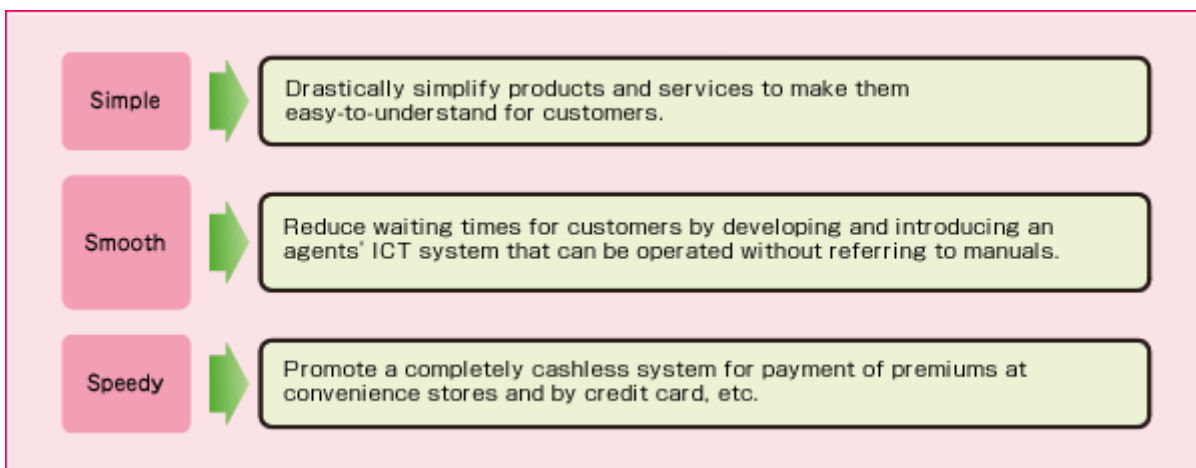 Simple
Drastically simplify products and services to make them
easy-to-understand for customers.
Smooth
Reduce waiting times for customers by developing and introducing an
agents' ICT system that can be operated without referring to manuals.
Speedy
Promote a completely cashless system for payment of premiums at
convenience stores and by credit card, etc.